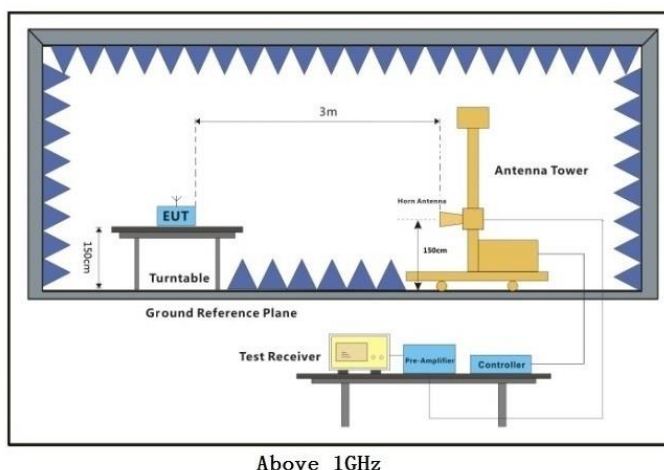 3m
Antenna Tower
Horn Antenna
EUT
150cm
150cm
Turntable
Ground Reference Plane
Test Receiver
Pre-Amplifier
Controller
Above 1GHz